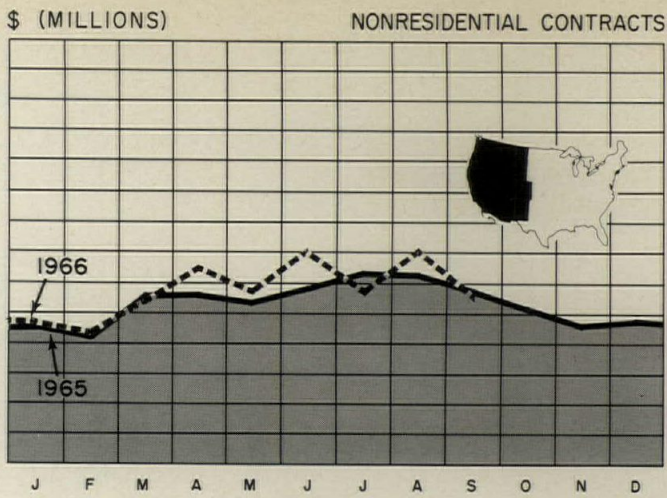 $ (MILLIONS)
NONRESIDENTIAL CONTRACTS
1966
1965
J F M A M J J A S O N D